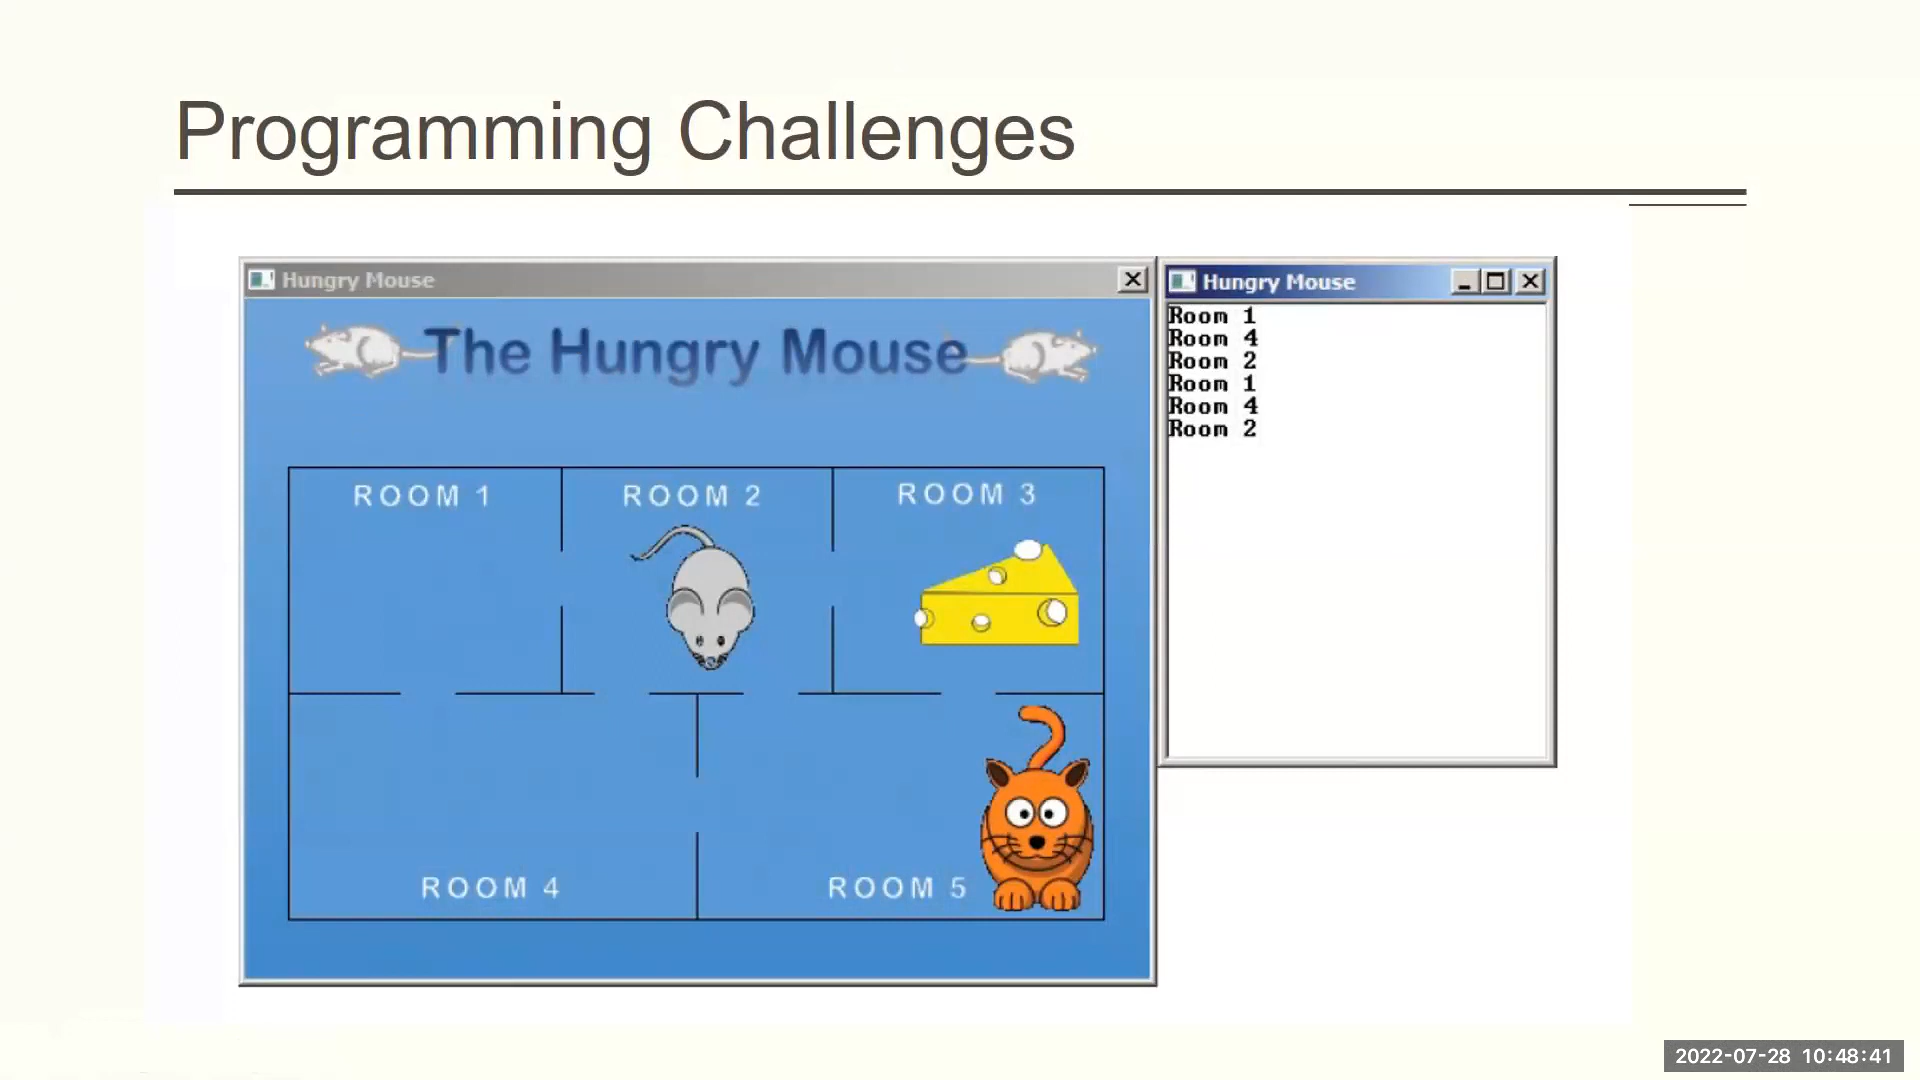 Programming Challenges
Hungry Mouse
The Hungry Mouse
ROOM 1
ROOM 2
ROOM 3
ROOM 4
ROOM 5
Hungry Mouse
Room 1
Room 4
Room 2
Room 1
Room 4
Room 2
2022-07-28 10:48:41